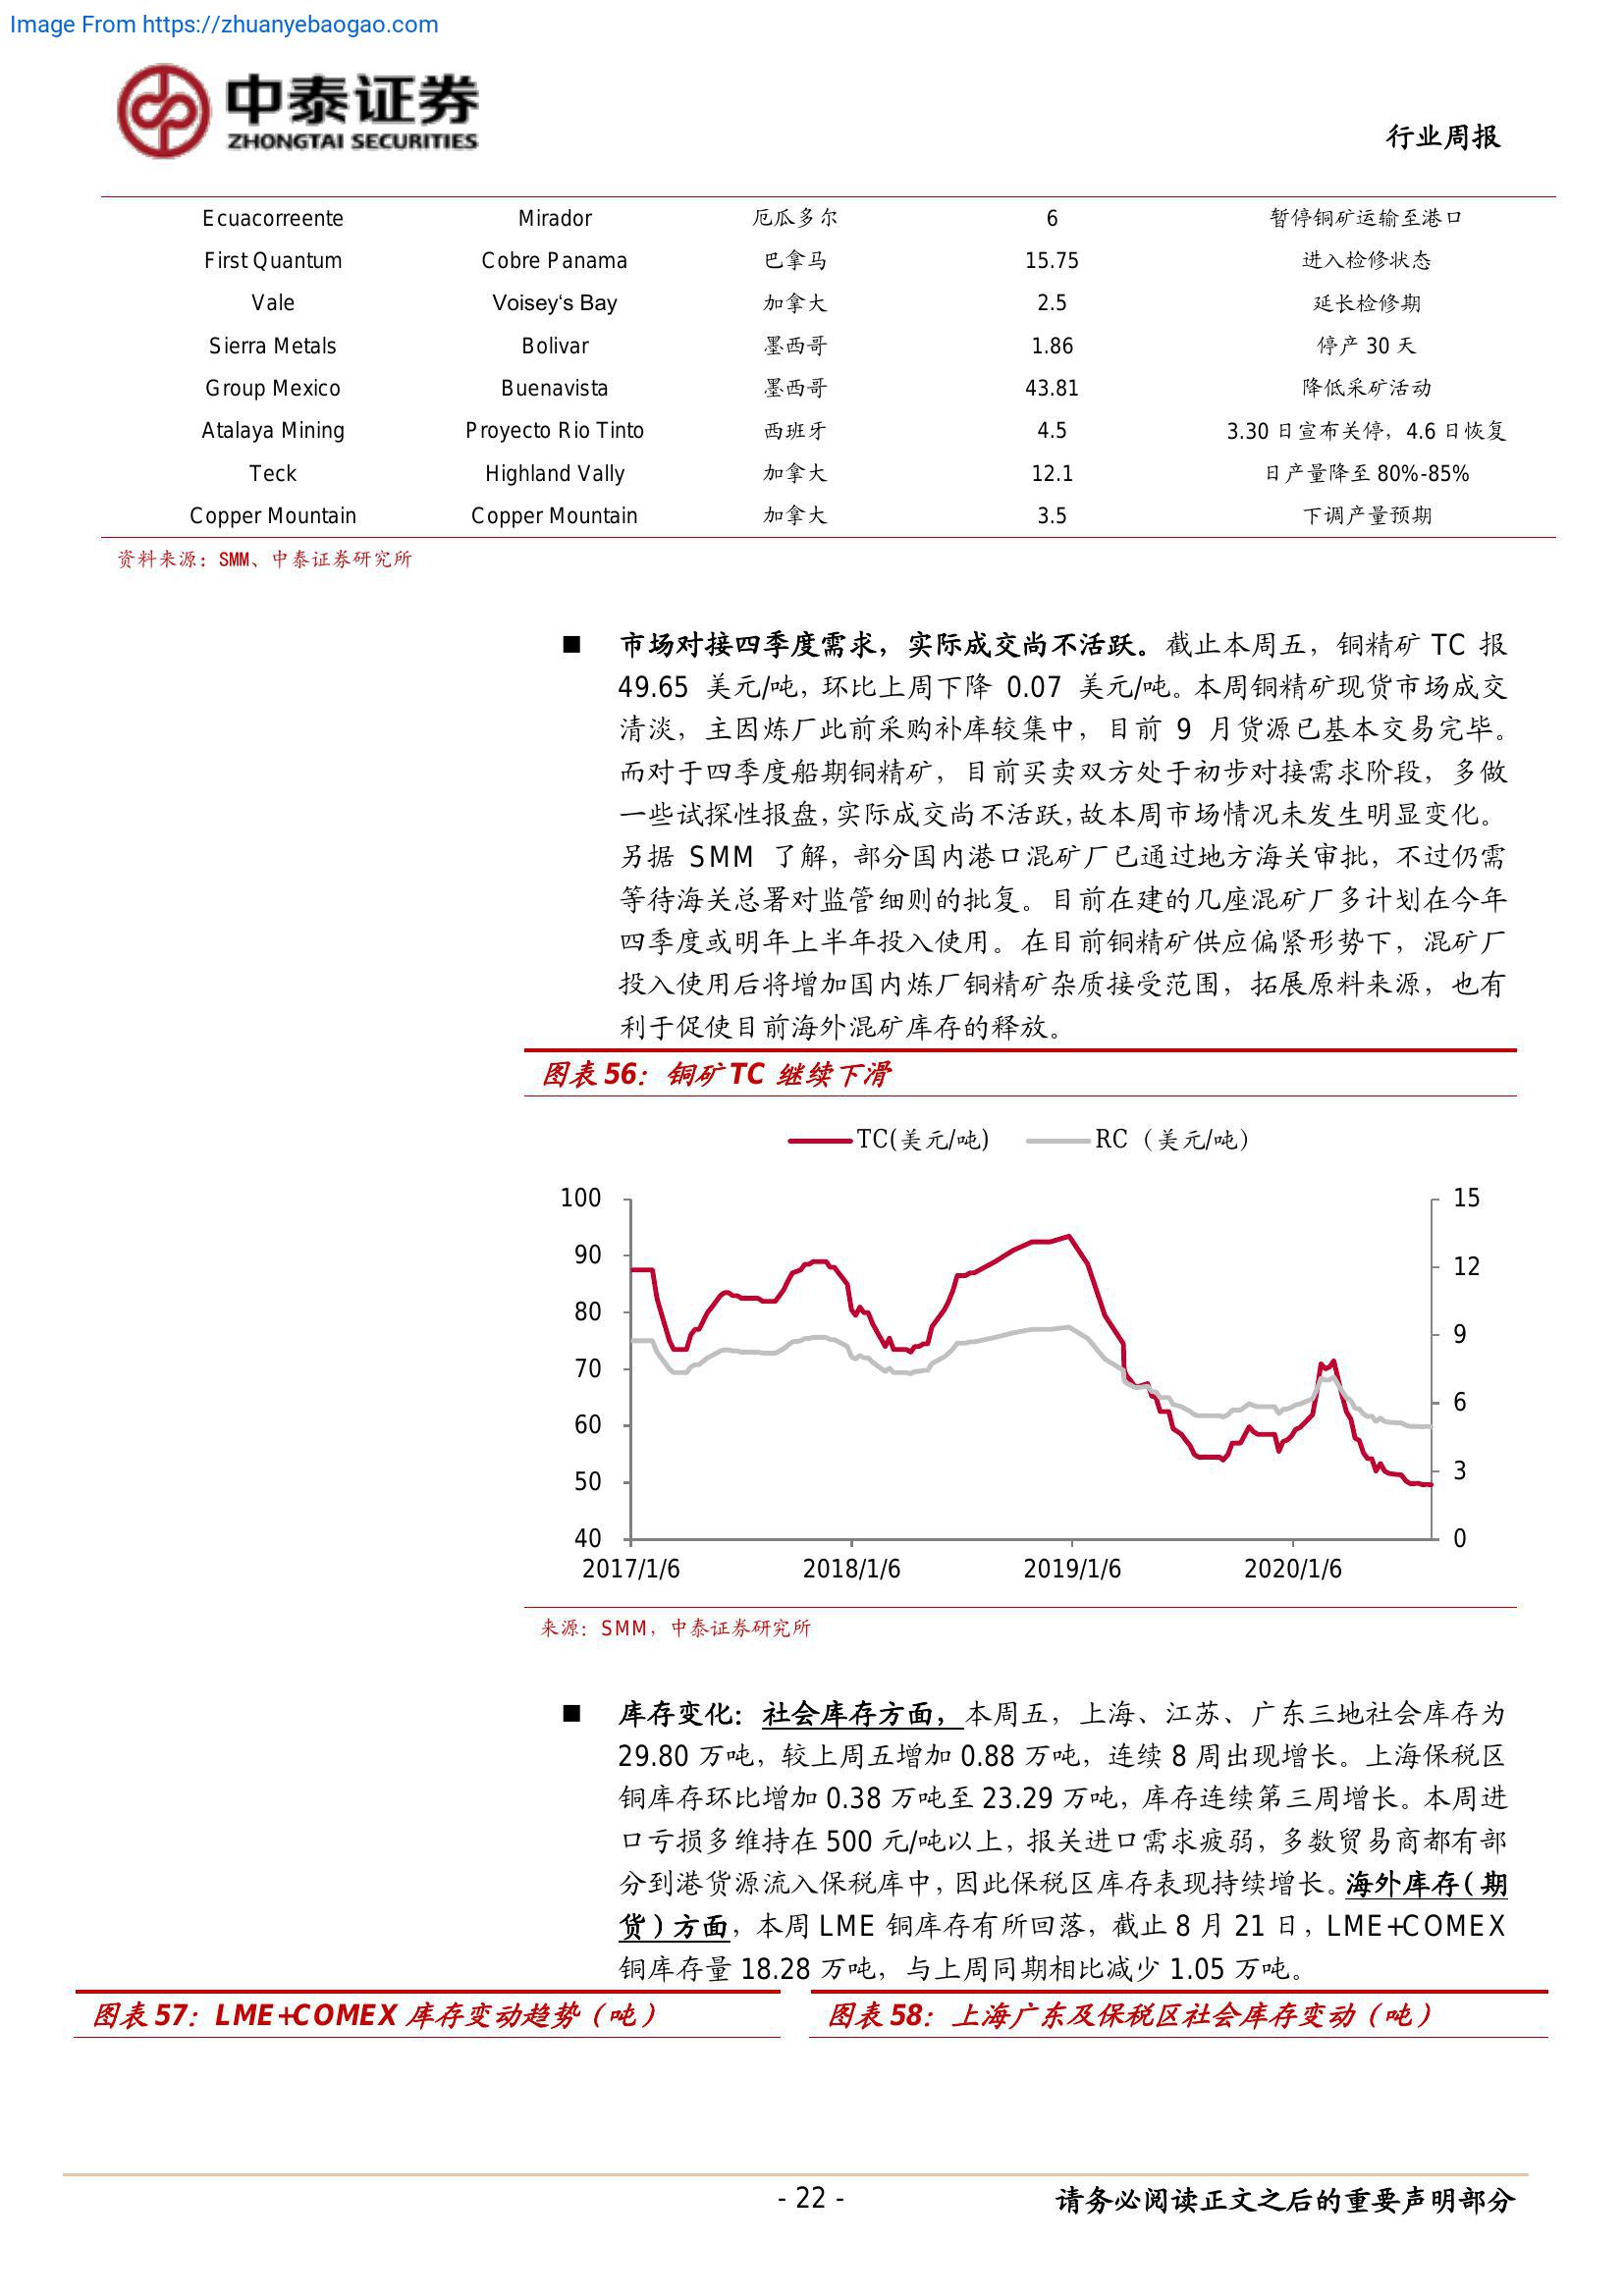 Image From https://zhuanyebaogao.com
中泰证券
ZHONGTAI SECURITIES
行业周报
Ecuacorreente Mirador 厄瓜多尔 6 暂停铜矿运输至港口
First Quantum Cobre Panama 巴拿马 15.75 进入检修状态
Vale Voisey‘s Bay 加拿大 2.5 延长检修期
Sierra Metals Bolivar 墨西哥 1.86 停产 30 天
Group Mexico Buenavista 墨西哥 43.81 降低采矿活动
Atalaya Mining Proyecto Rio Tinto 西班牙 4.5 3.30 日宣布关停，4.6 日恢复
Teck Highland Vally 加拿大 12.1 日产量降至 80%-85%
Copper Mountain Copper Mountain 加拿大 3.5 下调产量预期
资料来源：SMM、中泰证券研究所
■ 市场对接四季度需求，实际成交尚不活跃。截止本周五，铜精矿 TC 报
49.65 美元/吨，环比上周下降 0.07 美元/吨。本周铜精矿现货市场成交
清淡，主因炼厂此前采购补库较集中，目前 9 月货源已基本交易完毕。
而对于四季度船期铜精矿，目前买卖双方处于初步对接需求阶段，多做
一些试探性报盘，实际成交尚不活跃，故本周市场情况未发生明显变化。
另据 SMM 了解，部分国内港口混矿厂已通过地方海关审批，不过仍需
等待海关总署对监管细则的批复。目前在建的几座混矿厂多计划在今年
四季度或明年上半年投入使用。在目前铜精矿供应偏紧形势下，混矿厂
投入使用后将增加国内炼厂铜精矿杂质接受范围，拓展原料来源，也有
利于促使目前海外混矿库存的释放。
图表 56：铜矿 TC 继续下滑
TC(美元/吨) RC（美元/吨）
100 15
90
12
80
9
70
6
60
50 3
40 0
2017/1/6 2018/1/6 2019/1/6 2020/1/6
来源：SMM，中泰证券研究所
■ 库存变化：社会库存方面，本周五，上海、江苏、广东三地社会库存为
29.80 万吨，较上周五增加 0.88 万吨，连续 8 周出现增长。上海保税区
铜库存环比增加 0.38 万吨至 23.29 万吨，库存连续第三周增长。本周进
口亏损多维持在 500 元/吨以上，报关进口需求疲弱，多数贸易商都有部
分到港货源流入保税库中，因此保税区库存表现持续增长。海外库存（期
货）方面，本周 LME 铜库存有所回落，截止 8 月 21 日，LME+COMEX
铜库存量 18.28 万吨，与上周同期相比减少 1.05 万吨。
图表 57：LME+COMEX 库存变动趋势（吨） 图表 58：上海广东及保税区社会库存变动（吨）
- 22 - 请务必阅读正文之后的重要声明部分